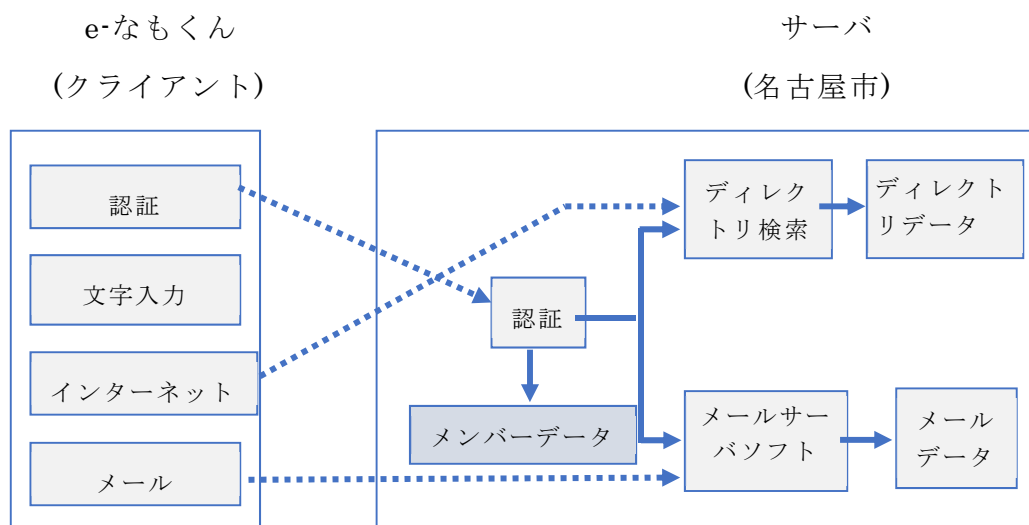 e-なもくん
(クライアント)
サーバ
(名古屋市)
認証
文字入力
インターネット
メール
認証
メンバーデータ
ディレク
トリ検索
ディレクト
リデータ
メールサー
バソフト
メール
データ